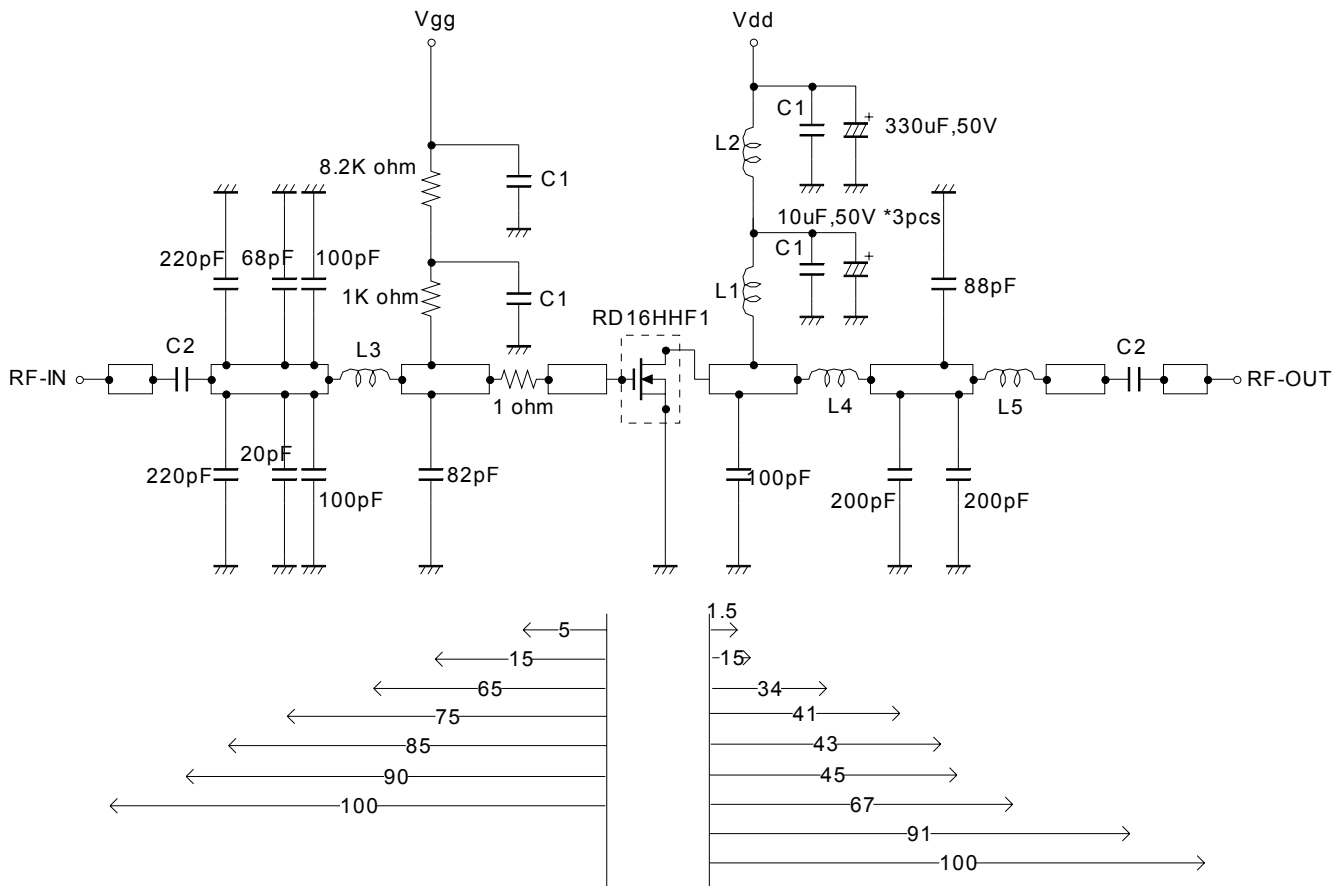 Vgg
Vdd
C1
L2
330uF,50V
8.2K ohm
C1
10uF,50V *3pcs
C1
220pF
68pF
100pF
1K ohm
C1
L1
88pF
RD16HHF1
C2
L3
C2
RF-IN
RF-OUT
1 ohm
L4
L5
220pF
20pF
100pF
82pF
100pF
200pF
200pF
1.5
5
15
15
65
34
75
41
85
43
90
45
100
67
91
100